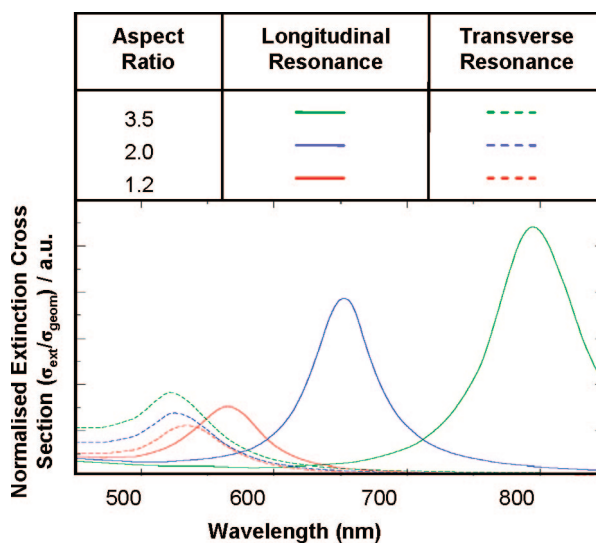 Aspect Ratio
Longitudinal Resonance
Transverse Resonance
3.5
2.0
1.2
Normalised Extinction Cross
Section (σext/σgeom) / a.u.
500 600 700 800
Wavelength (nm)